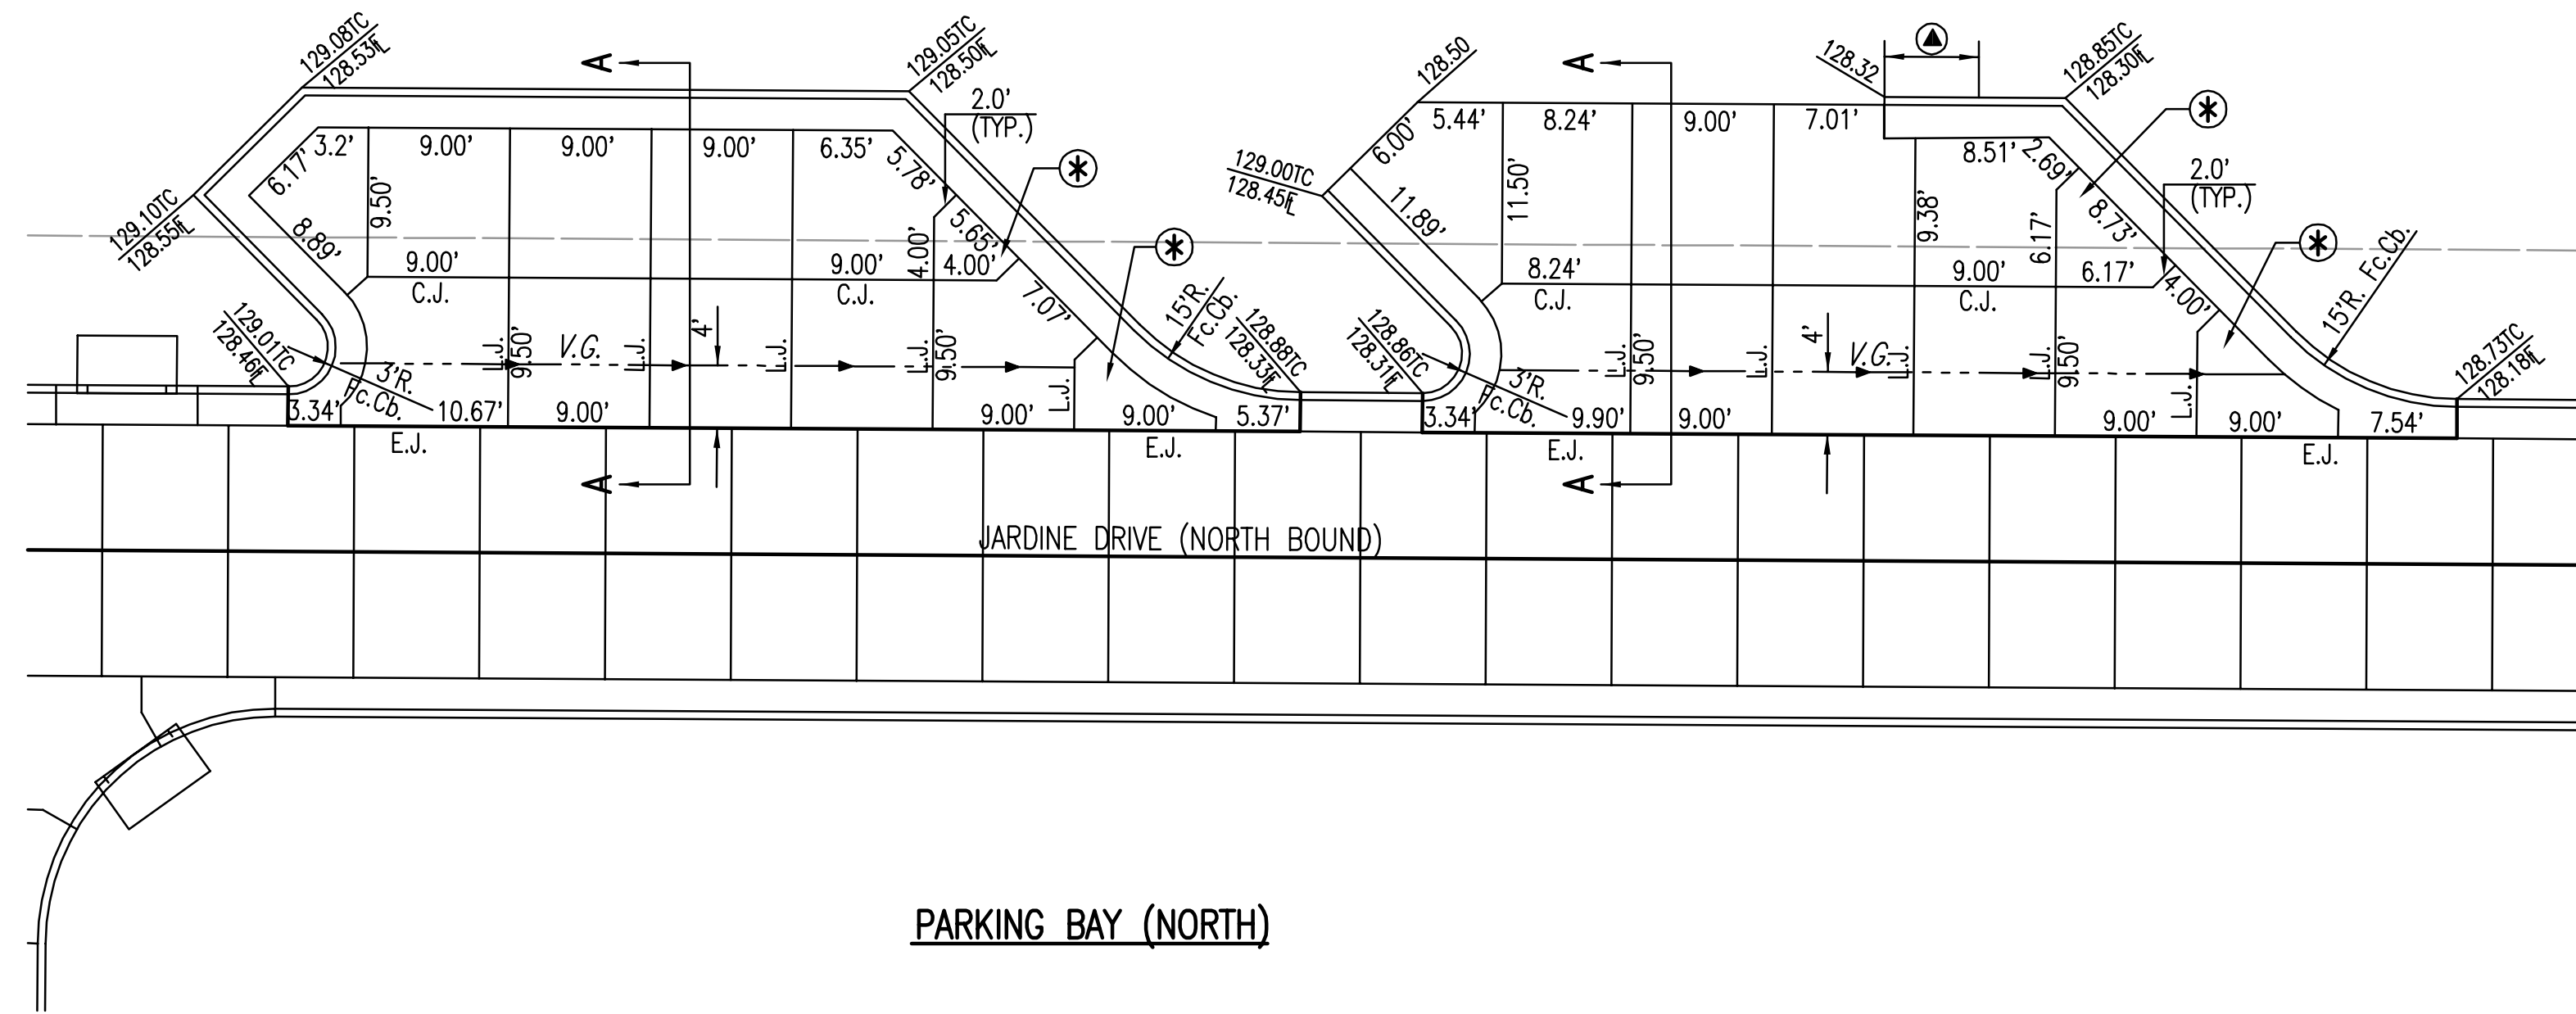 129.08TC
128.53FL
129.10TC
128.55FL
129.01TC
128.46FL
3'R.
Fc.Cb.
A
129.05TC
128.50FL
2.0'
(TYP.)
3.2'
9.00'
9.00'
9.00'
6.35'
5.78'
6.17'
8.89'
9.50'
5.65'
4.00'
4.00'
9.00'
C.J.
9.00'
C.J.
7.07'
15'R.
Fc.Cb.
128.88TC
128.33FL
4'
V.G.
L.J.
9.50'
L.J.
L.J.
L.J.
9.50'
L.J.
3.34'
10.67'
9.00'
9.00'
9.00'
5.37'
E.J.
E.J.
A
128.50
129.00TC
128.45FL
128.86TC
128.31FL
3'R.
Fc.Cb.
A
128.32
128.85TC
128.30FL
2.0'
(TYP.)
6.00'
5.44'
8.24'
9.00'
7.01'
8.51'
2.69'
11.89'
11.50'
9.38'
6.17'
8.73'
8.24'
C.J.
9.00'
C.J.
6.17'
4.00'
15'R. Fc.Cb.
128.73TC
128.18FL
4'
V.G.
L.J.
9.50'
L.J.
L.J.
L.J.
9.50'
L.J.
3.34'
9.90'
9.00'
9.00'
9.00'
7.54'
E.J.
E.J.
A
JARDINE DRIVE (NORTH BOUND)
PARKING BAY (NORTH)